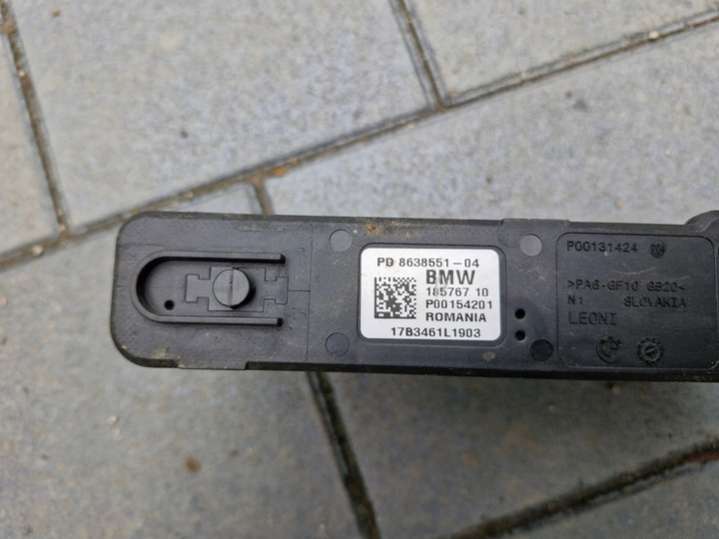 PD 8638551-04
BMW
185767 10
P00154201
ROMANIA
17B3461L1903
P00131424
>PA6-GF10 GB20<
N: SLOVAKIA
LEONI